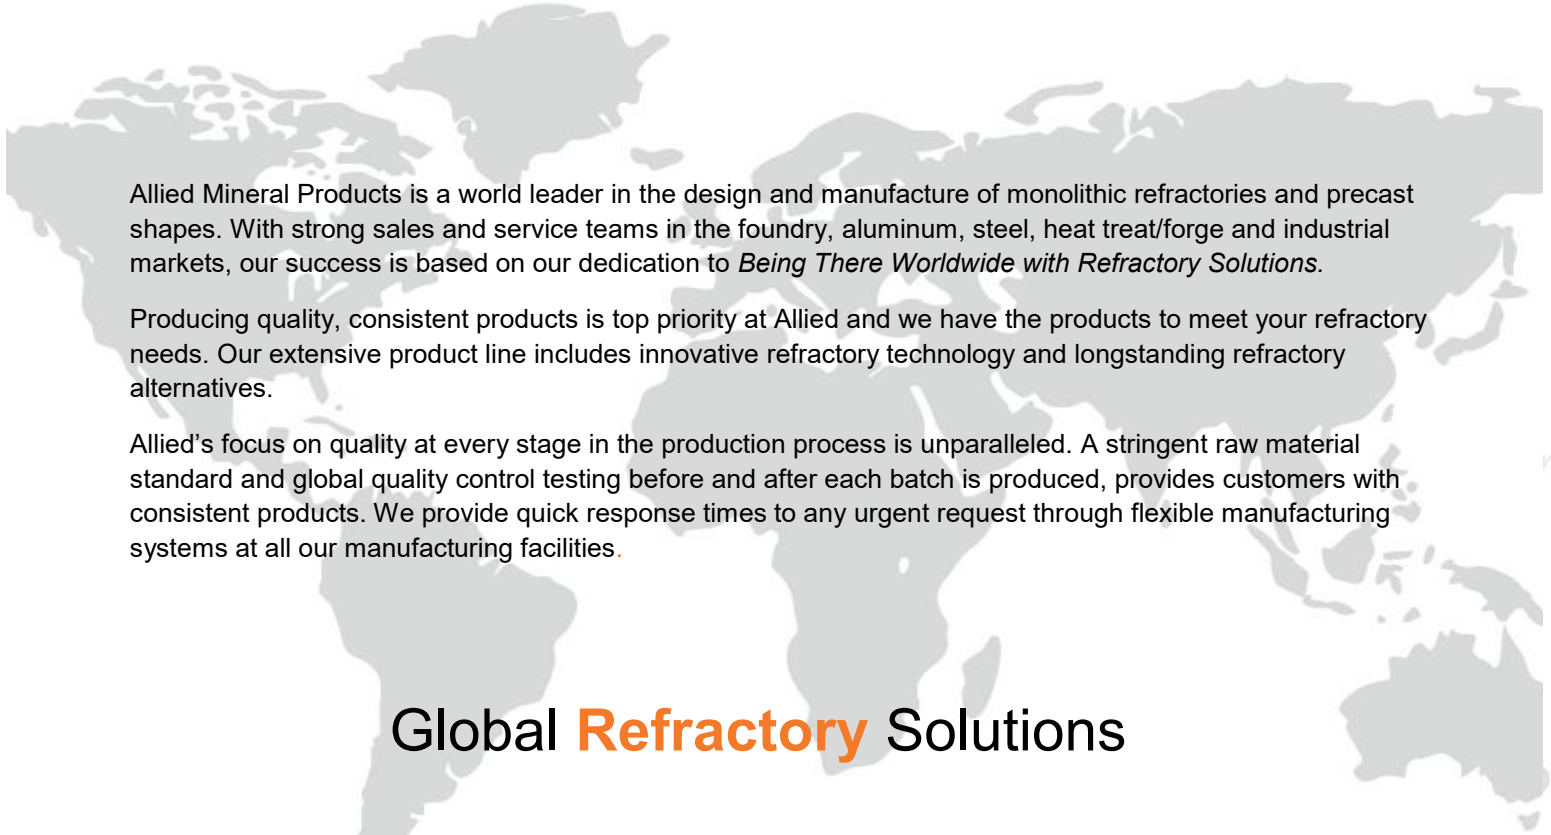 Allied Mineral Products is a world leader in the design and manufacture of monolithic refractories and precast
shapes. With strong sales and service teams in the foundry, aluminum, steel, heat treat/forge and industrial
markets, our success is based on our dedication to Being There Worldwide with Refractory Solutions.
Producing quality, consistent products is top priority at Allied and we have the products to meet your refractory
needs. Our extensive product line includes innovative refractory technology and longstanding refractory
alternatives.
Allied’s focus on quality at every stage in the production process is unparalleled. A stringent raw material
standard and global quality control testing before and after each batch is produced, provides customers with
consistent products. We provide quick response times to any urgent request through flexible manufacturing
systems at all our manufacturing facilities.
Global Refractory Solutions